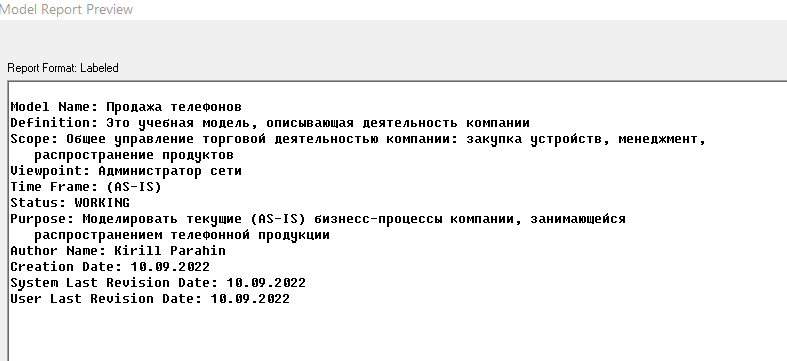 Model Report Preview
Report Format: Labeled
Model Name: Продажа телефонов
Definition: Это учебная модель, описывающая деятельность компании
Scope: Общее управление торговой деятельностью компании: закупка устройств, менеджмент,
распространение продуктов
Viewpoint: Администратор сети
Time Frame: (AS-IS)
Status: WORKING
Purpose: Моделировать текущие (AS-IS) бизнесс-процессы компании, занимающейся
распространением телефонной продукции
Author Name: Kirill Parahin
Creation Date: 10.09.2022
System Last Revision Date: 10.09.2022
User Last Revision Date: 10.09.2022